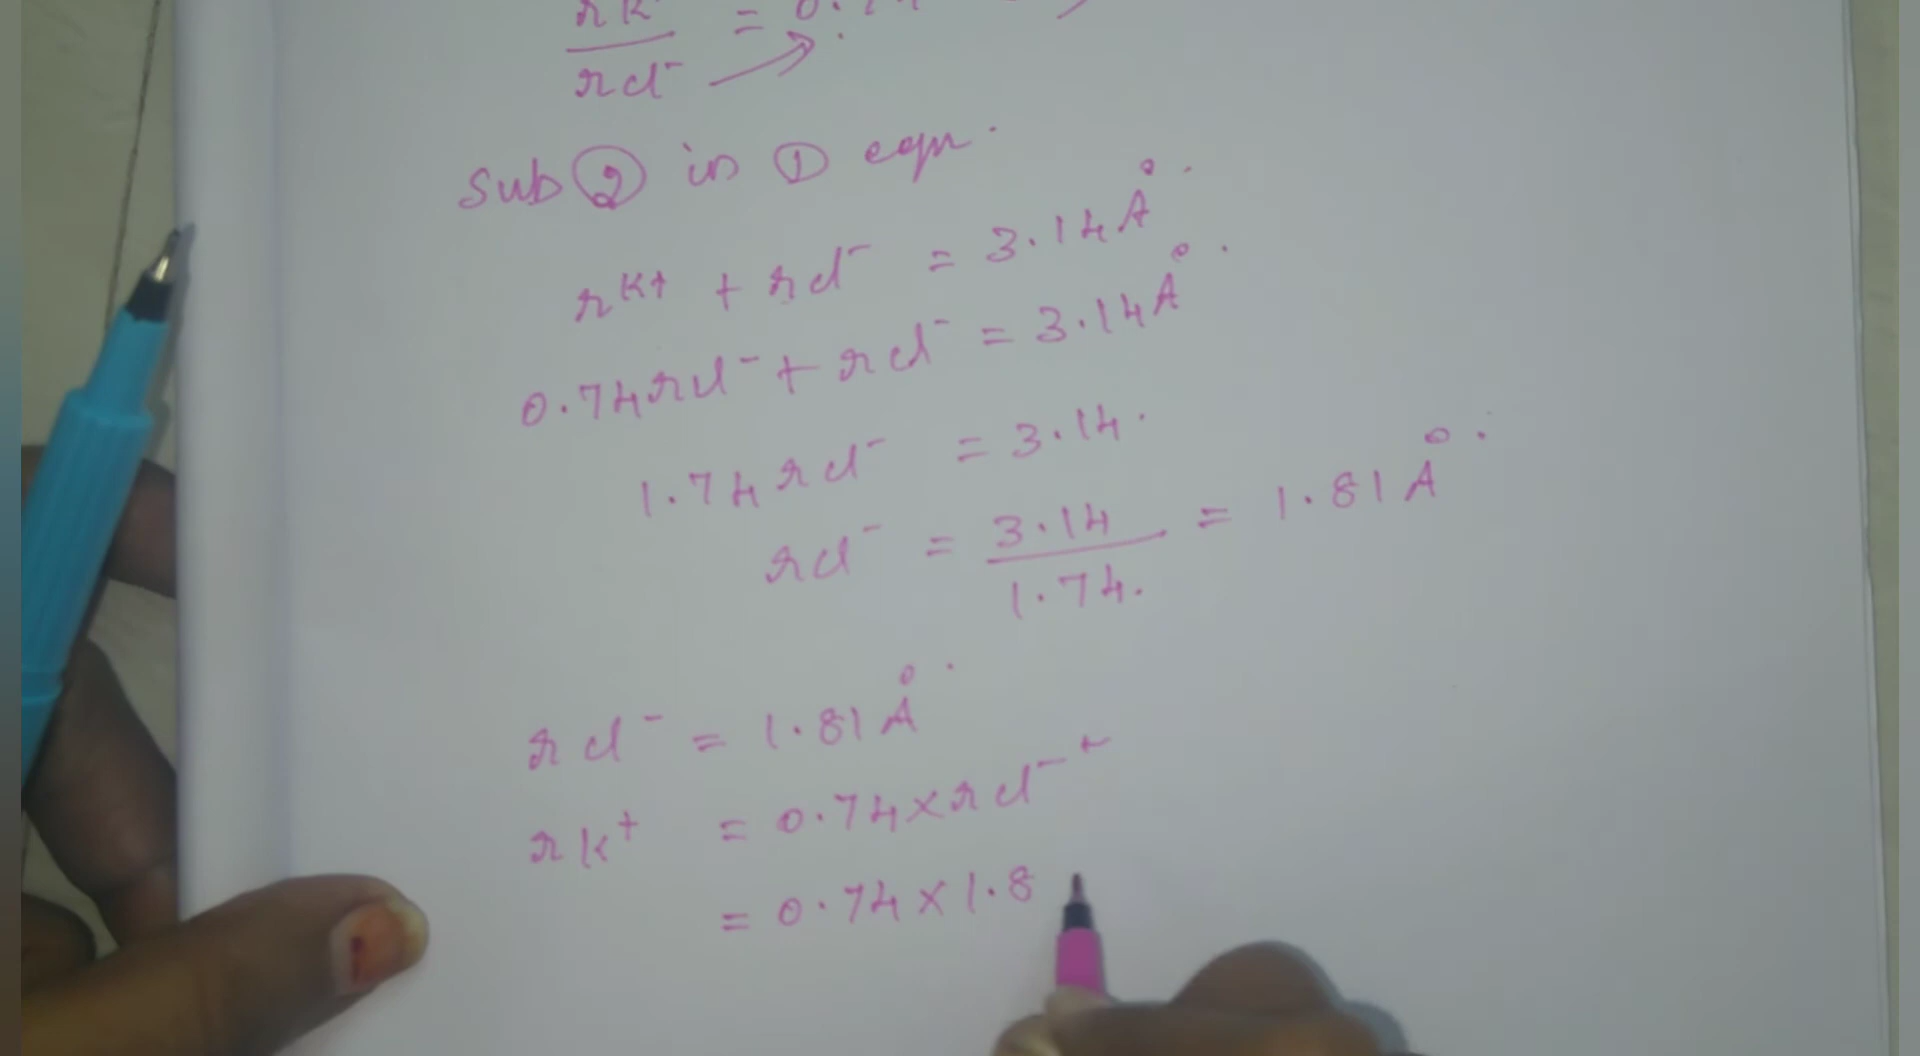 rK
― = 0.74
rcl⁻
Sub ② in ① eqn.
rK+ + rcl⁻ = 3.14 Å.
0.74rcl⁻ + rcl⁻ = 3.14 Å.
1.74 rcl⁻ = 3.14.
rcl⁻ = 3.14 / 1.74. = 1.81 Å.
rcl⁻ = 1.81 Å.
rk⁺ = 0.74 × rcl⁻
= 0.74 × 1.8